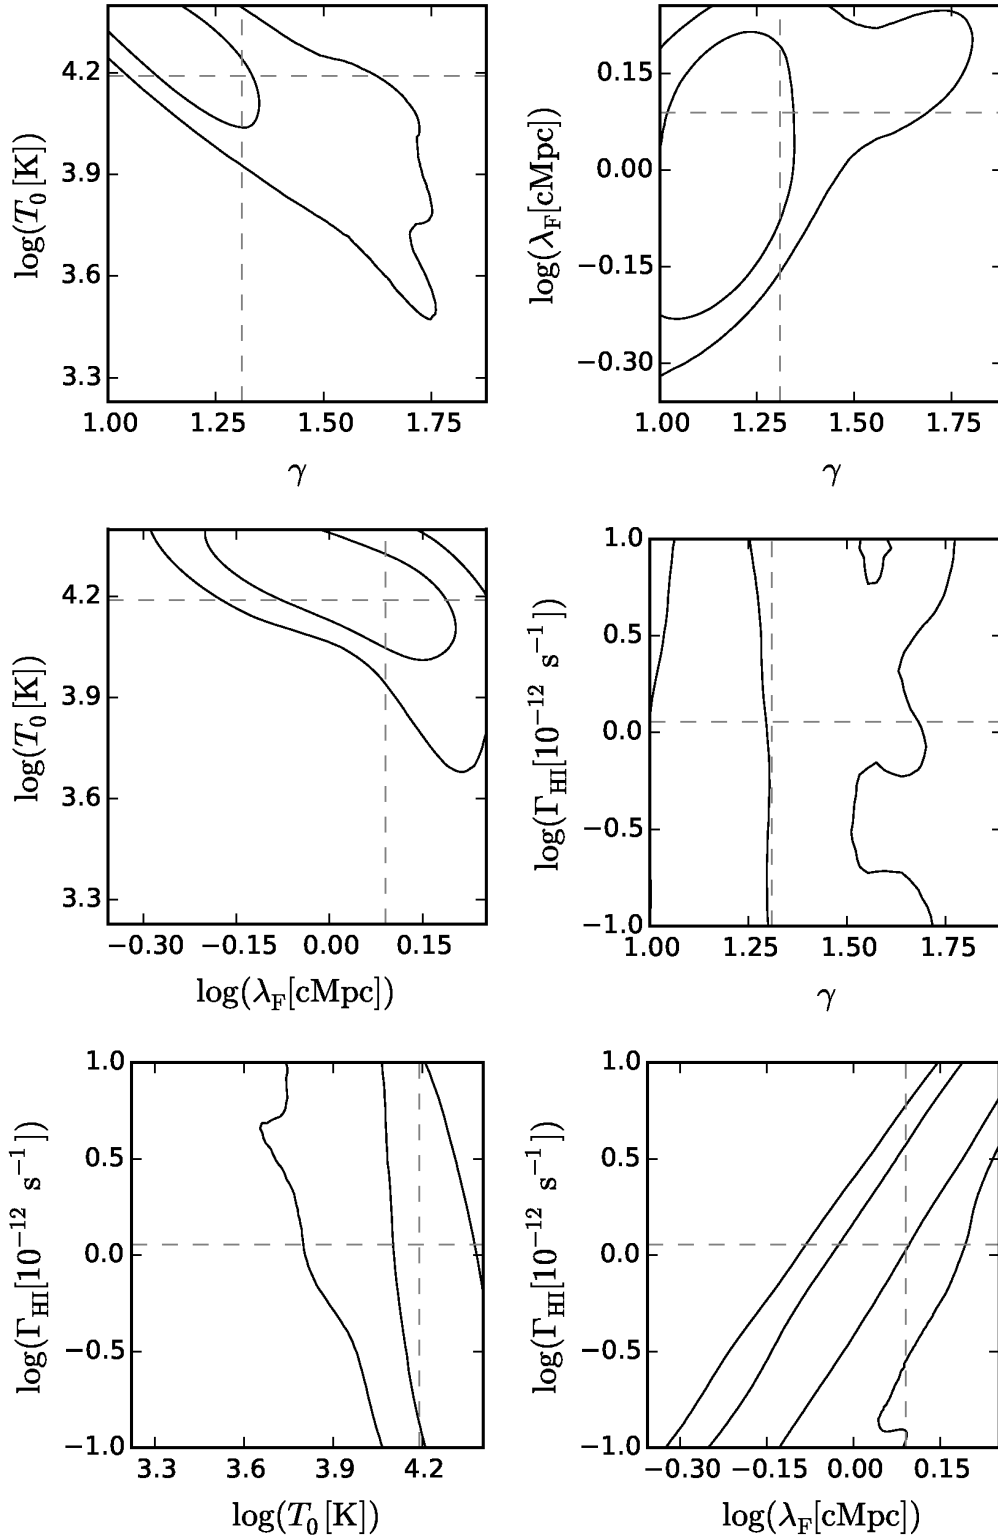 4.2
3.9
3.6
3.3
log(T₀[K])
1.00 1.25 1.50 1.75
γ
0.15
0.00
−0.15
−0.30
log(λ_F[cMpc])
1.00 1.25 1.50 1.75
γ
4.2
3.9
3.6
3.3
log(T₀[K])
−0.30 −0.15 0.00 0.15
log(λ_F[cMpc])
1.0
0.5
0.0
−0.5
−1.0
log(Γ_HI[10⁻¹² s⁻¹])
1.00 1.25 1.50 1.75
γ
1.0
0.5
0.0
−0.5
−1.0
log(Γ_HI[10⁻¹² s⁻¹])
3.3 3.6 3.9 4.2
log(T₀[K])
1.0
0.5
0.0
−0.5
−1.0
log(Γ_HI[10⁻¹² s⁻¹])
−0.30 −0.15 0.00 0.15
log(λ_F[cMpc])